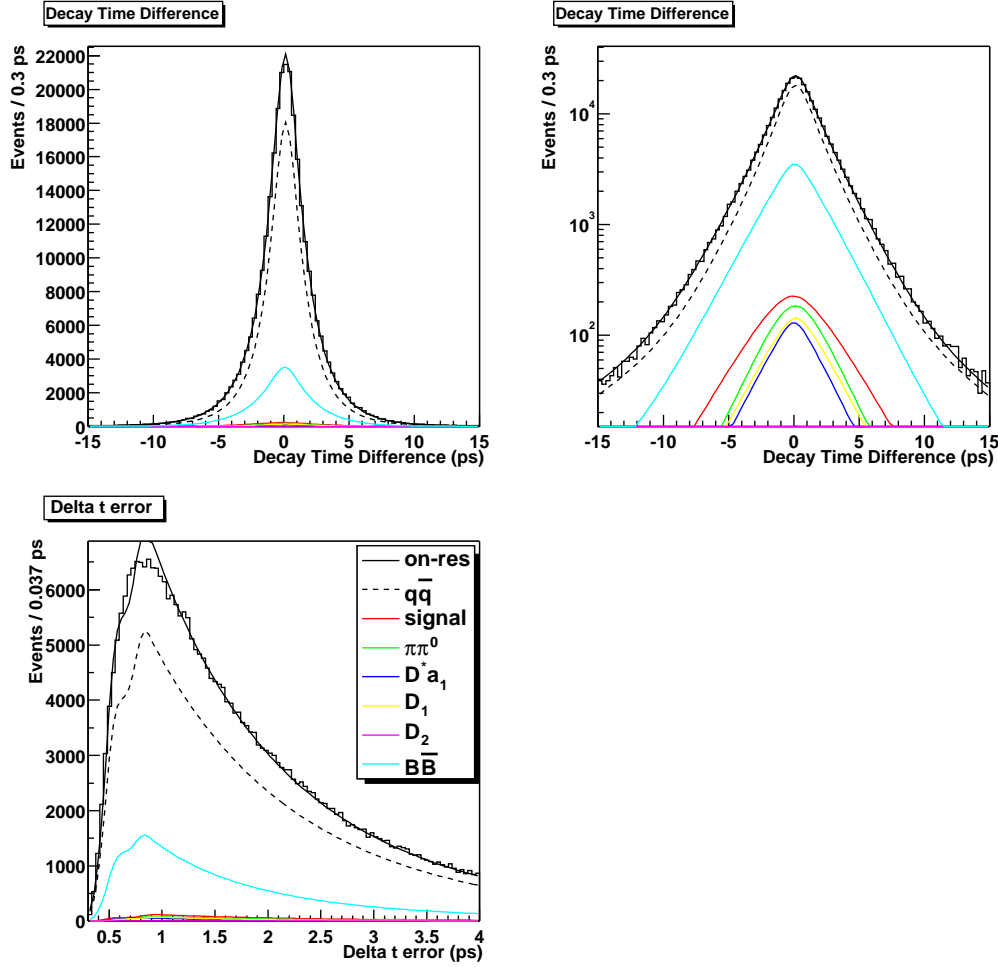 Decay Time Difference
Events / 0.3 ps
22000
20000
18000
16000
14000
12000
10000
8000
6000
4000
2000
0
-15 -10 -5 0 5 10 15
Decay Time Difference (ps)
Decay Time Difference
Events / 0.3 ps
10⁴
10³
10²
-15 -10 -5 0 5 10 15
Decay Time Difference (ps)
Delta t error
Events / 0.037 ps
6000
5000
4000
3000
2000
1000
0
0.5 1 1.5 2 2.5 3 3.5 4
Delta t error (ps)
on-res
qq̅
signal
ππ⁰
D*a₁
D₁
D₂
BB̅